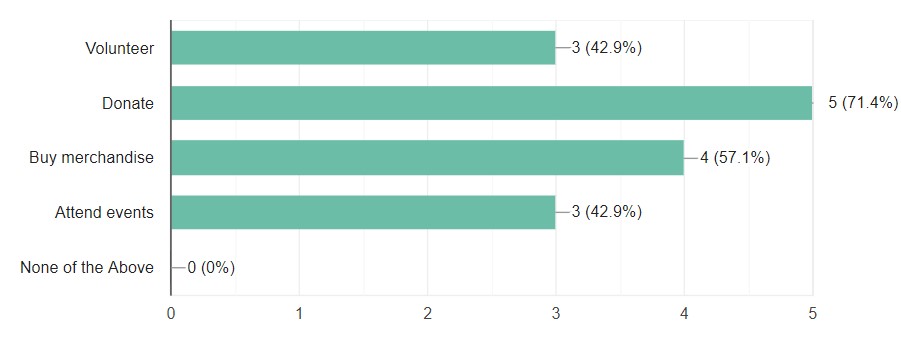 Volunteer 3 (42.9%)
Donate 5 (71.4%)
Buy merchandise 4 (57.1%)
Attend events 3 (42.9%)
None of the Above 0 (0%)
0 1 2 3 4 5